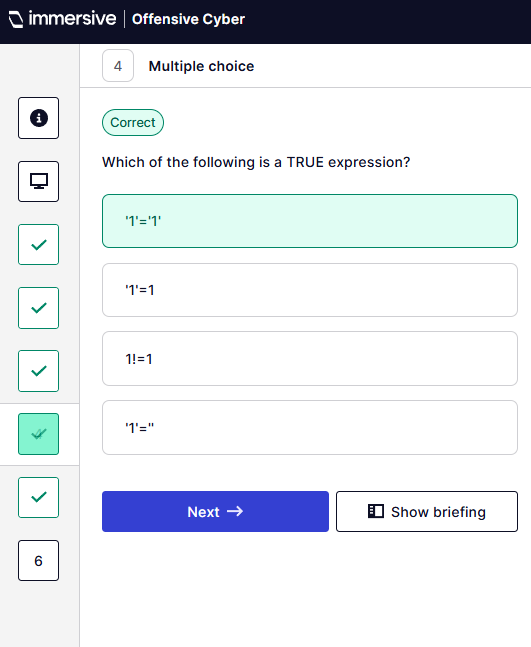 immersive | Offensive Cyber
4 Multiple choice
Correct
Which of the following is a TRUE expression?
'1'='1'
'1'=1
1!=1
'1'=''
Next →
Show briefing
6